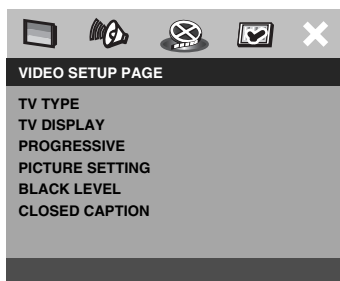 VIDEO SETUP PAGE
TV TYPE
TV DISPLAY
PROGRESSIVE
PICTURE SETTING
BLACK LEVEL
CLOSED CAPTION